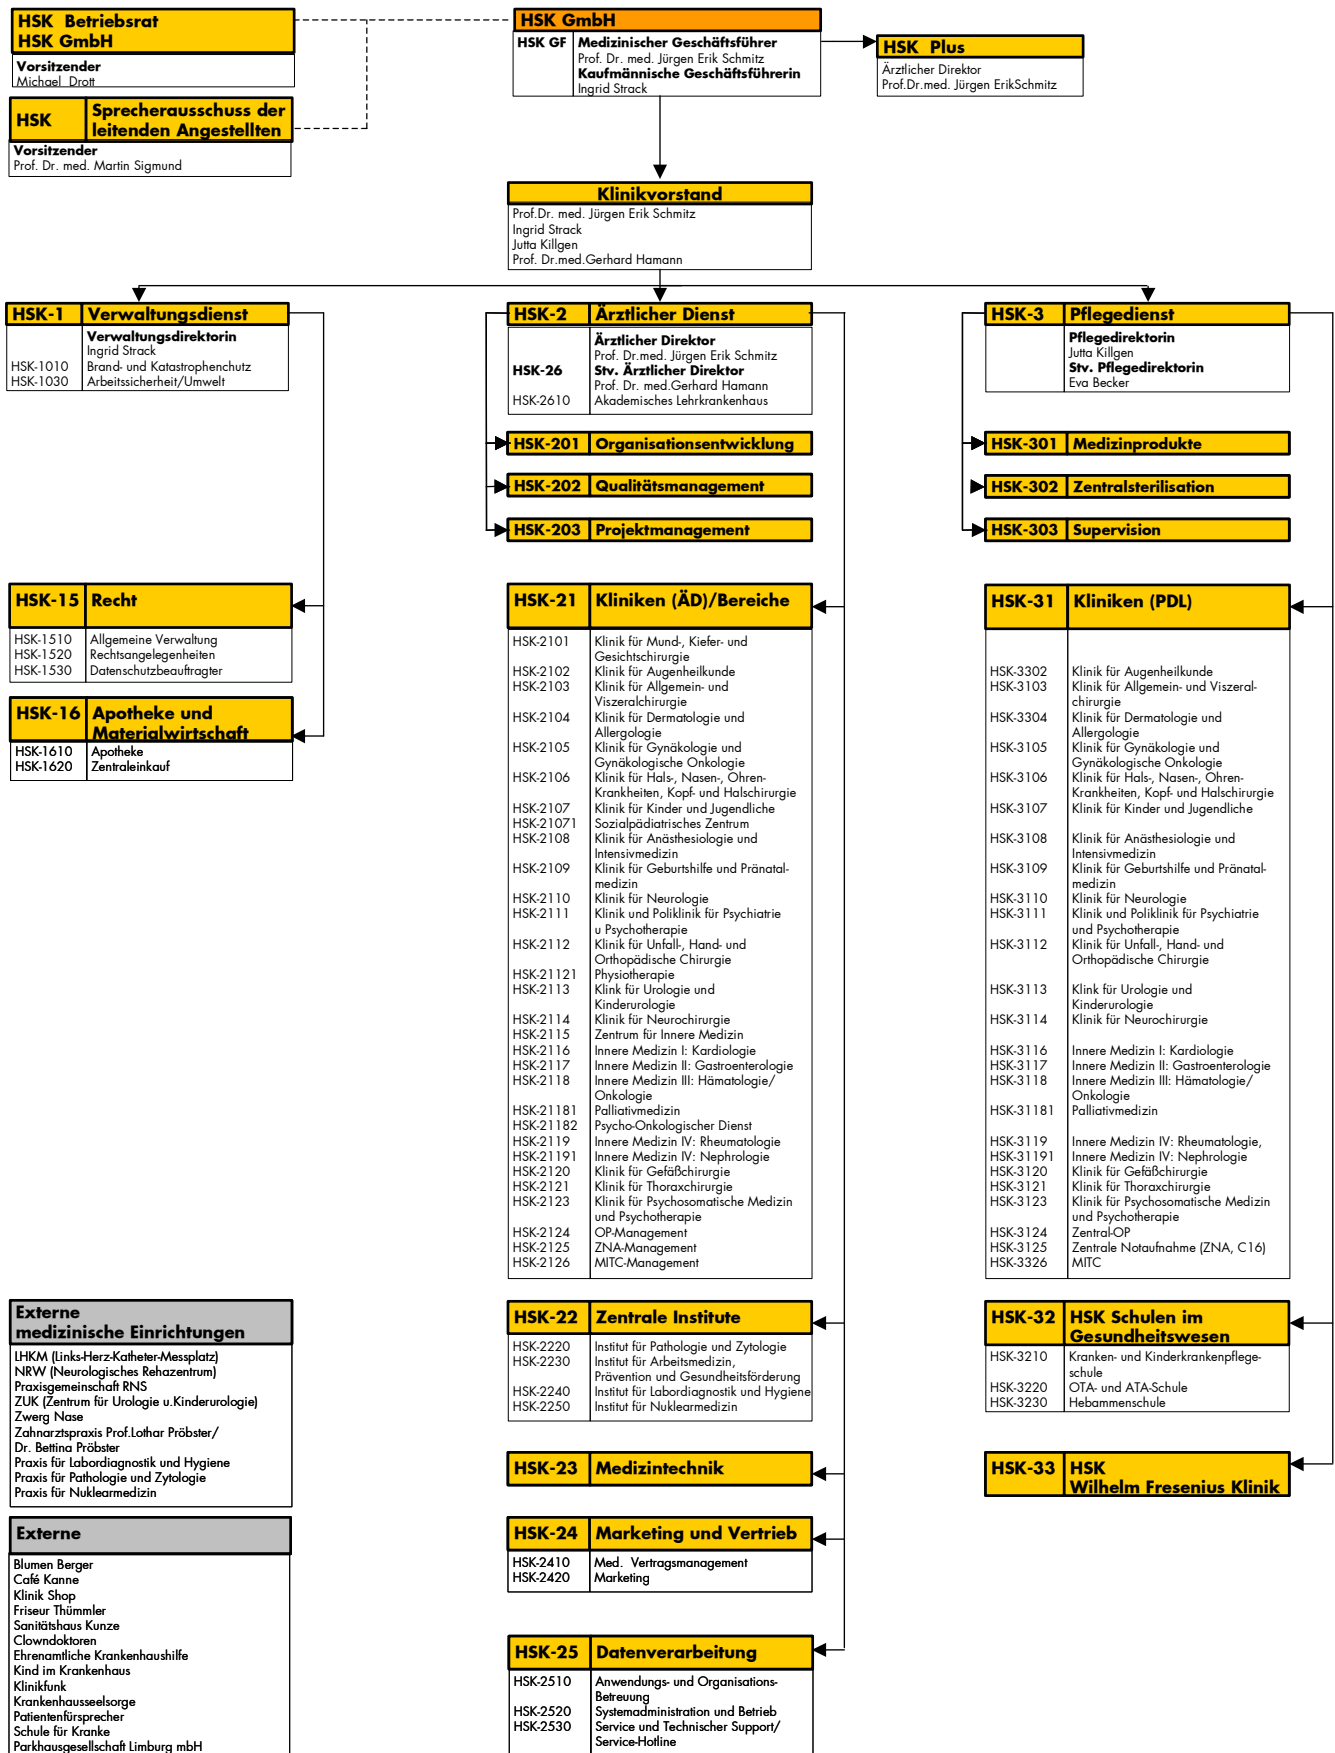 HSK Betriebsrat
HSK GmbH
Vorsitzender
Michael Drott
HSK Sprecherausschuss der
leitenden Angestellten
Vorsitzender
Prof. Dr. med. Martin Sigmund
HSK GmbH
HSK GF Medizinischer Geschäftsführer
Prof. Dr. med. Jürgen Erik Schmitz
Kaufmännische Geschäftsführerin
Ingrid Strack
HSK Plus
Ärztlicher Direktor
Prof.Dr.med. Jürgen ErikSchmitz
Klinikvorstand
Prof.Dr. med. Jürgen Erik Schmitz
Ingrid Strack
Jutta Killgen
Prof. Dr.med.Gerhard Hamann
HSK-1 Verwaltungsdienst
Verwaltungsdirektorin
Ingrid Strack
HSK-1010 Brand- und Katastrophenchutz
HSK-1030 Arbeitssicherheit/Umwelt
HSK-15 Recht
HSK-1510 Allgemeine Verwaltung
HSK-1520 Rechtsangelegenheiten
HSK-1530 Datenschutzbeauftragter
HSK-16 Apotheke und
Materialwirtschaft
HSK-1610 Apotheke
HSK-1620 Zentraleinkauf
Externe
medizinische Einrichtungen
LHKM (Links-Herz-Katheter-Messplatz)
NRW (Neurologisches Rehazentrum)
Praxisgemeinschaft RNS
ZUK (Zentrum für Urologie u.Kinderurologie)
Zwerg Nase
Zahnarztspraxis Prof.Lothar Pröbster/
Dr. Bettina Pröbster
Praxis für Labordiagnostik und Hygiene
Praxis für Pathologie und Zytologie
Praxis für Nuklearmedizin
Externe
Blumen Berger
Café Kanne
Klinik Shop
Friseur Thümmler
Sanitätshaus Kunze
Clowndoktoren
Ehrenamtliche Krankenhaushilfe
Kind im Krankenhaus
Klinikfunk
Krankenhausseelsorge
Patientenfürsprecher
Schule für Kranke
Parkhausgesellschaft Limburg mbH
HSK-2 Ärztlicher Dienst
Ärztlicher Direktor
Prof. Dr.med. Jürgen Erik Schmitz
HSK-26 Stv. Ärztlicher Direktor
Prof. Dr. med.Gerhard Hamann
HSK-2610 Akademisches Lehrkrankenhaus
HSK-201 Organisationsentwicklung
HSK-202 Qualitätsmanagement
HSK-203 Projektmanagement
HSK-21 Kliniken (ÄD)/Bereiche
HSK-2101 Klinik für Mund-, Kiefer- und
Gesichtschirurgie
HSK-2102 Klinik für Augenheilkunde
HSK-2103 Klinik für Allgemein- und
Viszeralchirurgie
HSK-2104 Klinik für Dermatologie und
Allergologie
HSK-2105 Klinik für Gynäkologie und
Gynäkologische Onkologie
HSK-2106 Klinik für Hals-, Nasen-, Ohren-
Krankheiten, Kopf- und Halschirurgie
HSK-2107 Klinik für Kinder und Jugendliche
HSK-21071 Sozialpädiatrisches Zentrum
HSK-2108 Klinik für Anästhesiologie und
Intensivmedizin
HSK-2109 Klinik für Geburtshilfe und Pränatal-
medizin
HSK-2110 Klinik für Neurologie
HSK-2111 Klinik und Poliklinik für Psychiatrie
u Psychotherapie
HSK-2112 Klinik für Unfall-, Hand- und
Orthopädische Chirurgie
HSK-21121 Physiotherapie
HSK-2113 Klink für Urologie und
Kinderurologie
HSK-2114 Klinik für Neurochirurgie
HSK-2115 Zentrum für Innere Medizin
HSK-2116 Innere Medizin I: Kardiologie
HSK-2117 Innere Medizin II: Gastroenterologie
HSK-2118 Innere Medizin III: Hämatologie/
Onkologie
HSK-21181 Palliativmedizin
HSK-21182 Psycho-Onkologischer Dienst
HSK-2119 Innere Medizin IV: Rheumatologie
HSK-21191 Innere Medizin IV: Nephrologie
HSK-2120 Klinik für Gefäßchirurgie
HSK-2121 Klinik für Thoraxchirurgie
HSK-2123 Klinik für Psychosomatische Medizin
und Psychotherapie
HSK-2124 OP-Management
HSK-2125 ZNA-Management
HSK-2126 MITC-Management
HSK-22 Zentrale Institute
HSK-2220 Institut für Pathologie und Zytologie
HSK-2230 Institut für Arbeitsmedizin,
Prävention und Gesundheitsförderung
HSK-2240 Institut für Labordiagnostik und Hygiene
HSK-2250 Institut für Nuklearmedizin
HSK-23 Medizintechnik
HSK-24 Marketing und Vertrieb
HSK-2410 Med. Vertragsmanagement
HSK-2420 Marketing
HSK-25 Datenverarbeitung
HSK-2510 Anwendungs- und Organisations-
Betreuung
HSK-2520 Systemadministration und Betrieb
HSK-2530 Service und Technischer Support/
Service-Hotline
HSK-3 Pflegedienst
Pflegedirektorin
Jutta Killgen
Stv. Pflegedirektorin
Eva Becker
HSK-301 Medizinprodukte
HSK-302 Zentralsterilisation
HSK-303 Supervision
HSK-31 Kliniken (PDL)
HSK-3302 Klinik für Augenheilkunde
HSK-3103 Klinik für Allgemein- und Viszeral-
chirurgie
HSK-3304 Klinik für Dermatologie und
Allergologie
HSK-3105 Klinik für Gynäkologie und
Gynäkologische Onkologie
HSK-3106 Klinik für Hals-, Nasen-, Ohren-
Krankheiten, Kopf- und Halschirurgie
HSK-3107 Klinik für Kinder und Jugendliche
HSK-3108 Klinik für Anästhesiologie und
Intensivmedizin
HSK-3109 Klinik für Geburtshilfe und Pränatal-
medizin
HSK-3110 Klinik für Neurologie
HSK-3111 Klinik und Poliklinik für Psychiatrie
und Psychotherapie
HSK-3112 Klinik für Unfall-, Hand- und
Orthopädische Chirurgie
HSK-3113 Klink für Urologie und
Kinderurologie
HSK-3114 Klinik für Neurochirurgie
HSK-3116 Innere Medizin I: Kardiologie
HSK-3117 Innere Medizin II: Gastroenterologie
HSK-3118 Innere Medizin III: Hämatologie/
Onkologie
HSK-31181 Palliativmedizin
HSK-3119 Innere Medizin IV: Rheumatologie,
HSK-31191 Innere Medizin IV: Nephrologie
HSK-3120 Klinik für Gefäßchirurgie
HSK-3121 Klinik für Thoraxchirurgie
HSK-3123 Klinik für Psychosomatische Medizin
und Psychotherapie
HSK-3124 Zentral-OP
HSK-3125 Zentrale Notaufnahme (ZNA, C16)
HSK-3326 MITC
HSK-32 HSK Schulen im
Gesundheitswesen
HSK-3210 Kranken- und Kinderkrankenpflege-
schule
HSK-3220 OTA- und ATA-Schule
HSK-3230 Hebammenschule
HSK-33 HSK
Wilhelm Fresenius Klinik